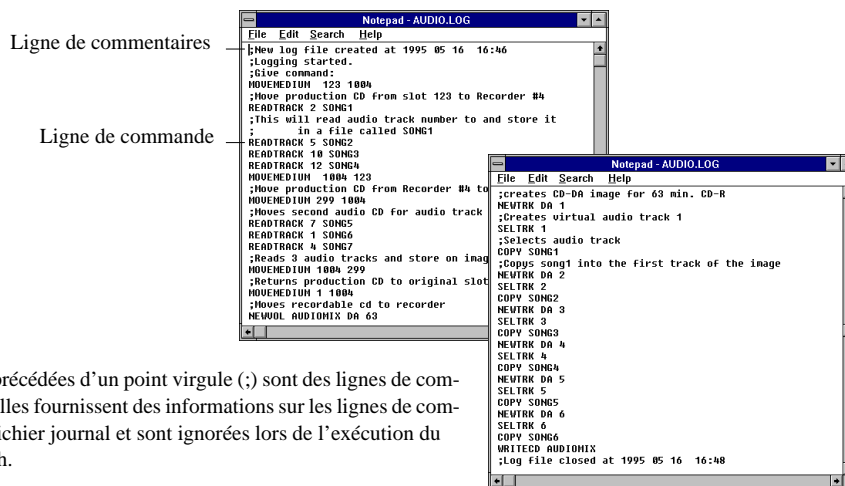 Notepad - AUDIO.LOG
File Edit Search Help
Ligne de commentaires
;New log file created at 1995 05 16 16:46
;Logging started.
;Give command:
MOVEMEDIUM 123 1004
;Move production CD from slot 123 to Recorder #4
READTRACK 2 SONG1
;This will read audio track number to and store it
; in a file called SONG1
Ligne de commande
READTRACK 5 SONG2
READTRACK 10 SONG3
READTRACK 12 SONG4
MOVEMEDIUM 1004 123
;Move production CD from Recorder #4 to
MOVEMEDIUM 299 1004
;Moves second audio CD for audio track
READTRACK 7 SONG5
READTRACK 1 SONG6
READTRACK 4 SONG7
;Reads 3 audio tracks and store on imag
MOVEMEDIUM 1004 299
;Returns production CD to original slot
MOVEMEDIUM 1 1004
;Moves recordable cd to recorder
NEWVOL AUDIOMIX DA 63
Notepad - AUDIO.LOG
File Edit Search Help
;creates CD-DA image for 63 min. CD-R
NEWTRK DA 1
;Creates virtual audio track 1
SELTRK 1
;Selects audio track
COPY SONG1
;Copys song1 into the first track of the image
NEWTRK DA 2
SELTRK 2
COPY SONG2
NEWTRK DA 3
SELTRK 3
COPY SONG3
NEWTRK DA 4
SELTRK 4
COPY SONG4
NEWTRK DA 5
SELTRK 5
COPY SONG5
NEWTRK DA 6
SELTRK 6
COPY SONG6
WRITECD AUDIOMIX
;Log file closed at 1995 05 16 16:48
précédées d'un point virgule (;) sont des lignes de com-
elles fournissent des informations sur les lignes de com-
ichier journal et sont ignorées lors de l'exécution du
h.